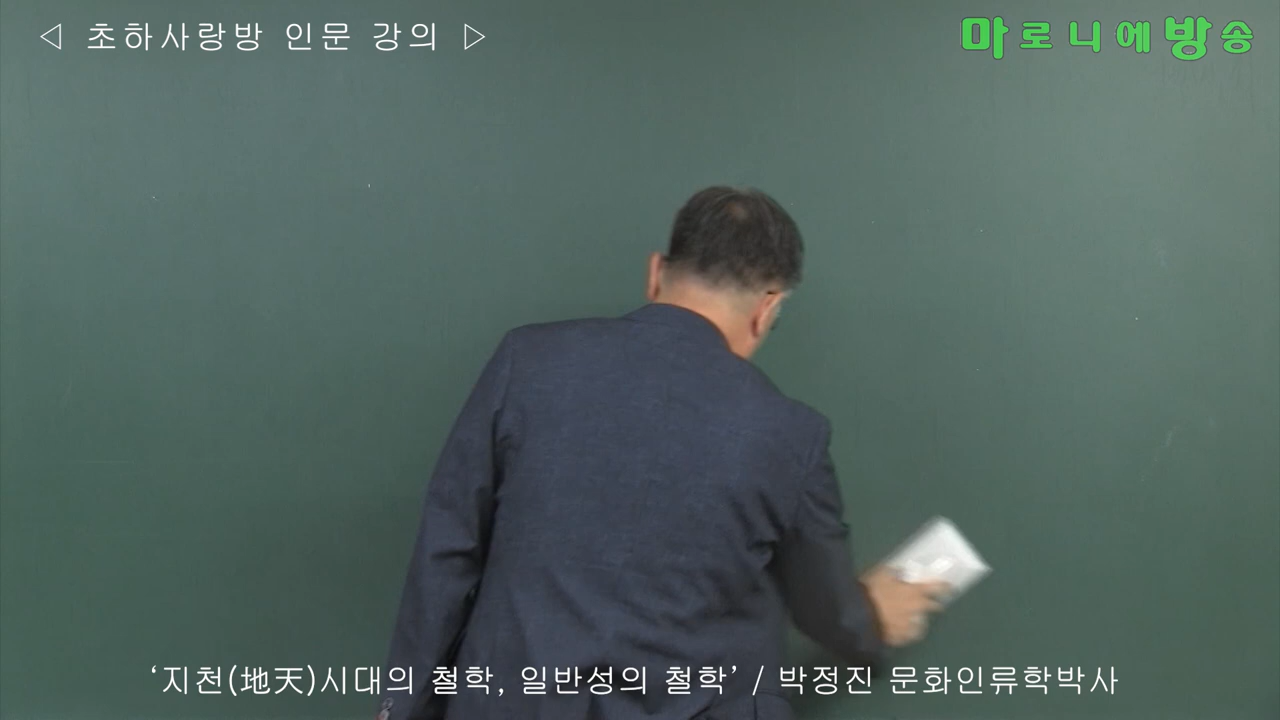 ◁ 초하사랑방 인문 강의 ▷
마로니에방송
‘지천(地天)시대의 철학, 일반성의 철학’ / 박정진 문화인류학박사